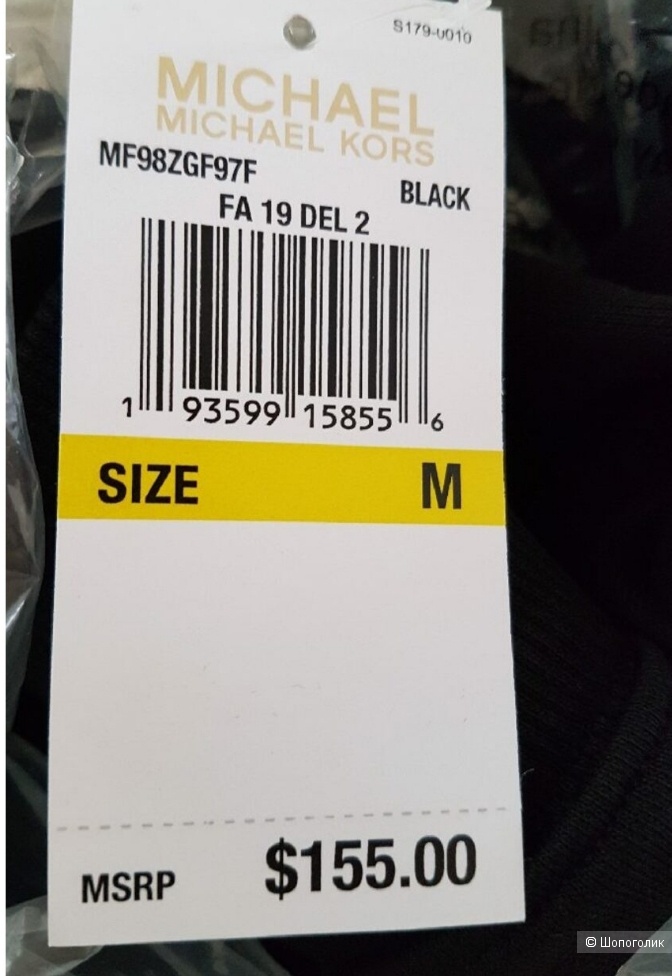 S179-0010
MICHAEL
MICHAEL KORS
MF98ZGF97F
BLACK
FA 19 DEL 2
1 93599 15855 6
SIZE M
MSRP $155.00
© Шопоголик